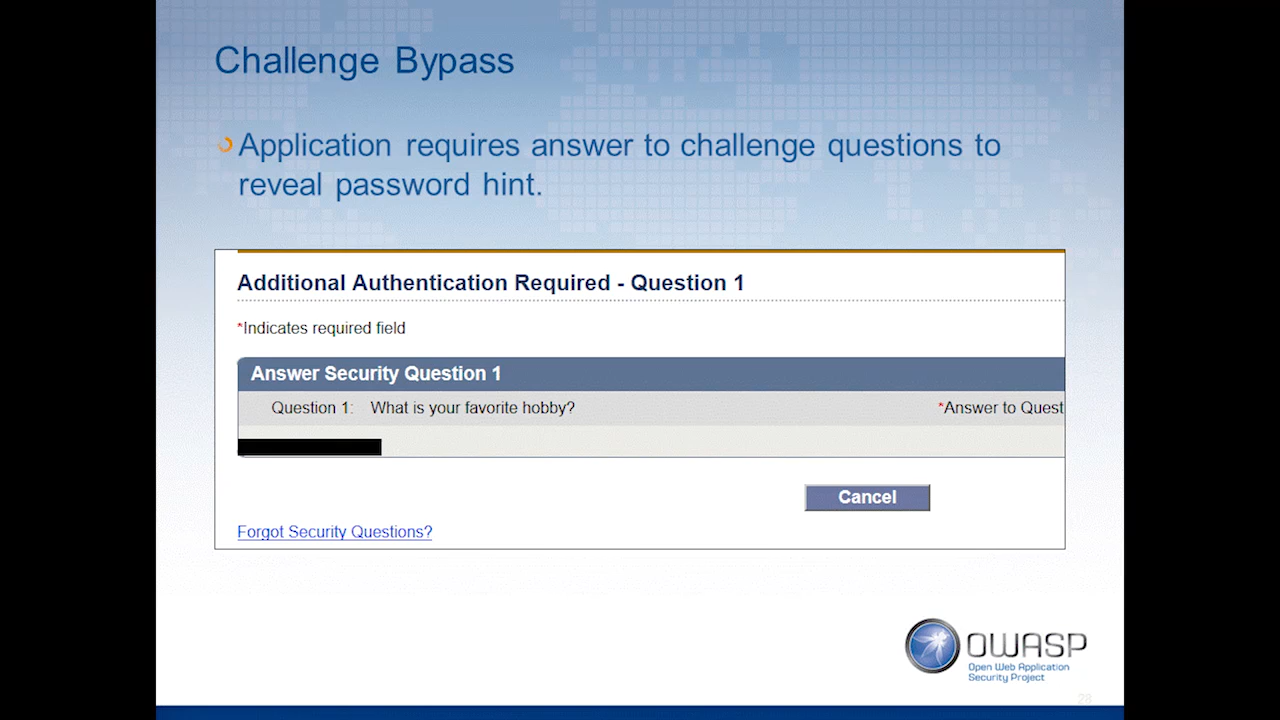 Challenge Bypass
Application requires answer to challenge questions to
reveal password hint.
Additional Authentication Required - Question 1
*Indicates required field
Answer Security Question 1
Question 1: What is your favorite hobby? *Answer to Quest
Cancel
Forgot Security Questions?
OWASP
Open Web Application
Security Project
28